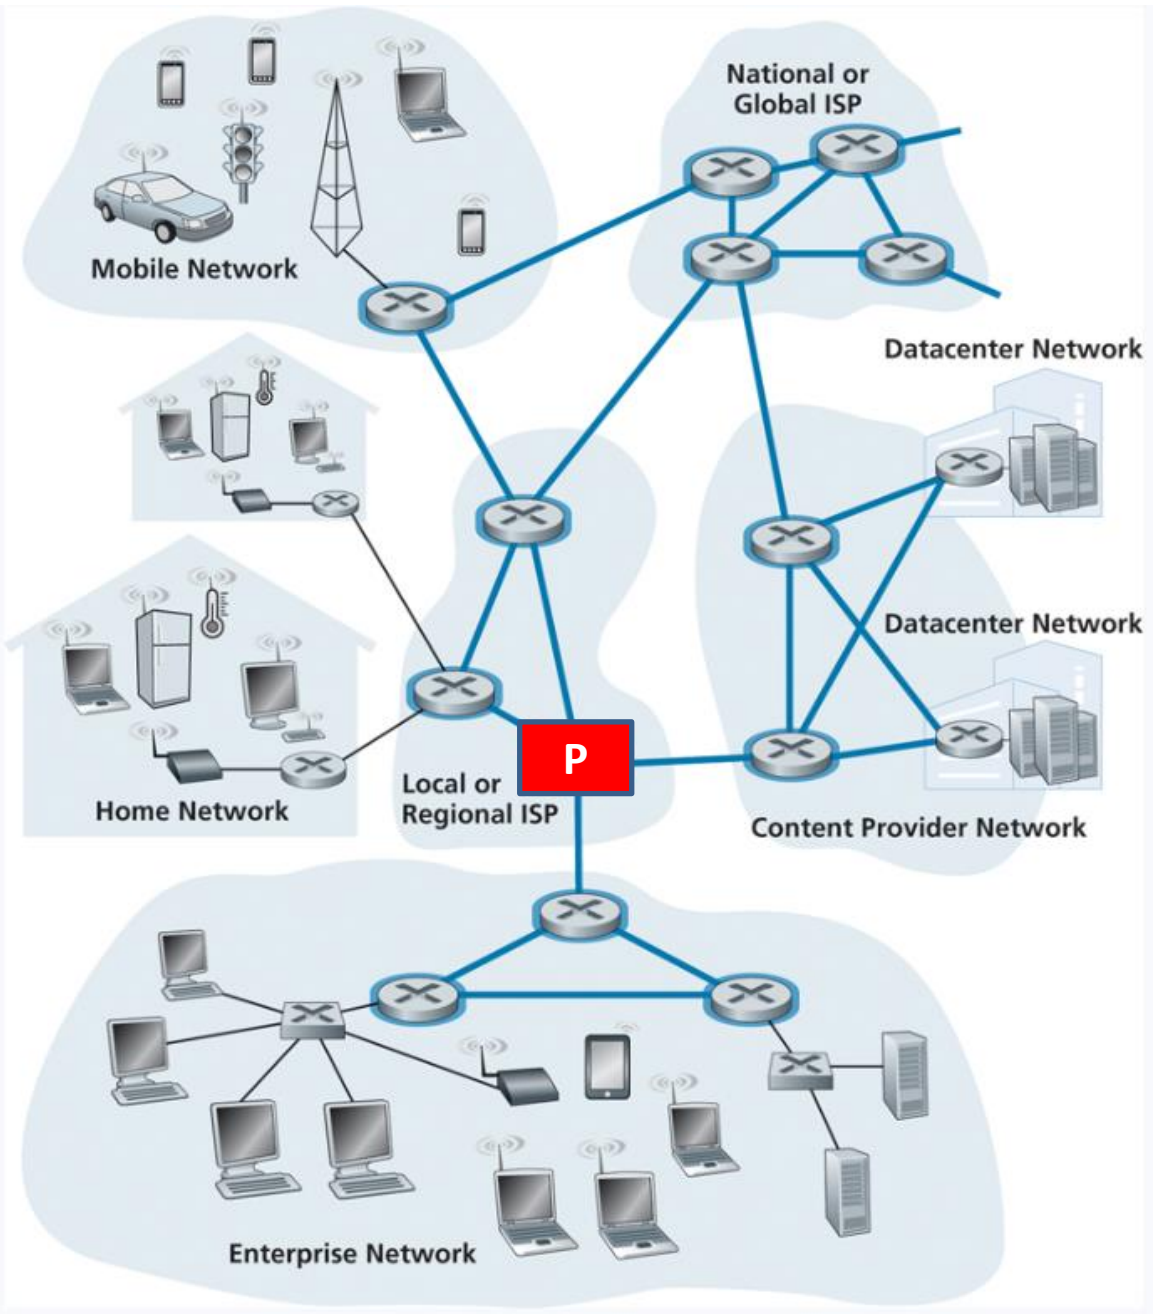 National or
Global ISP
Mobile Network
Datacenter Network
Datacenter Network
P
Local or
Regional ISP
Home Network
Content Provider Network
Enterprise Network